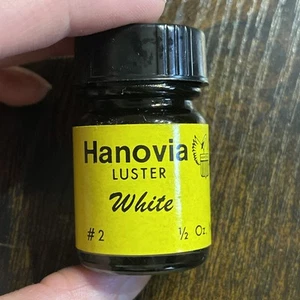 Hanovia
LUSTER
White
#2 ½ Oz.